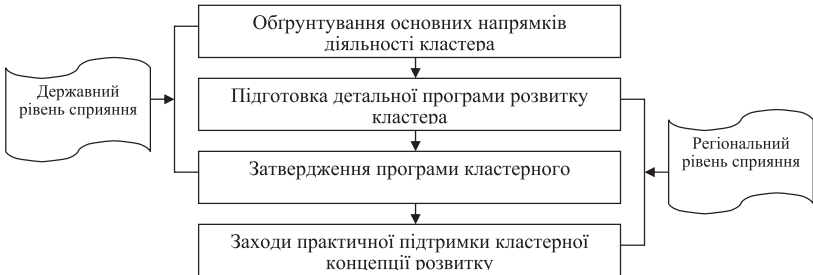 Обґрунтування основних напрямків
діяльності кластера
Державний
рівень сприяння
Підготовка детальної програми розвитку
кластера
Регіональний
рівень сприяння
Затвердження програми кластерного
Заходи практичної підтримки кластерної
концепції розвитку